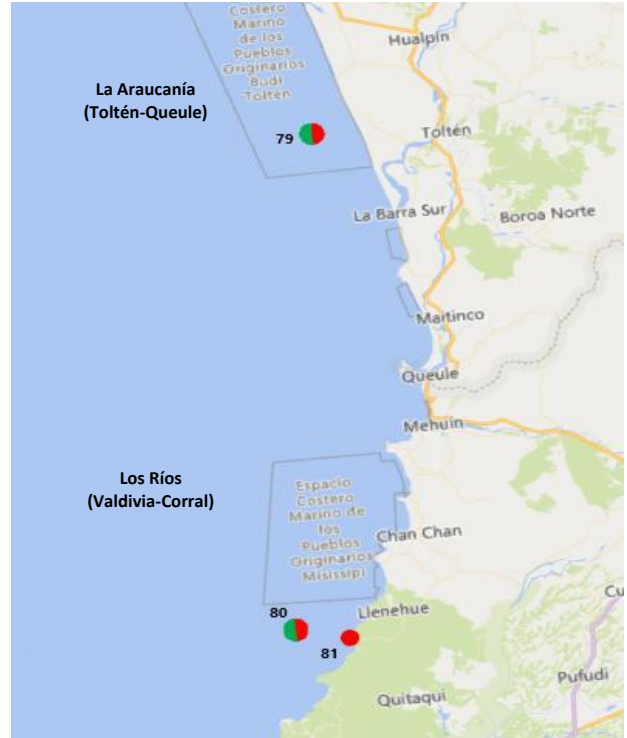 Costero
Marino
de los
Pueblos
Originarios
Budi
Toltén
Hualpín
La Araucanía
(Toltén-Queule)
79
Toltén
La Barra Sur
Boroa Norte
Maitinco
Queule
Mehuín
Los Ríos
(Valdivia-Corral)
Espacio
Costero
Marino de
los
Pueblos
Originarios
Misissipi
Chan Chan
80
Llenehue
81
Cu
Pufudi
Quitaqui